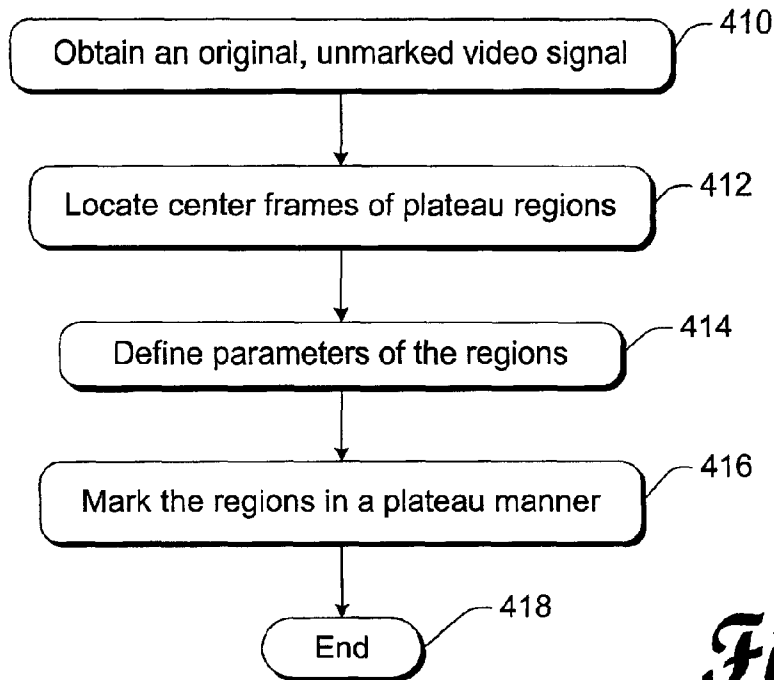 Obtain an original, unmarked video signal
410
Locate center frames of plateau regions
412
Define parameters of the regions
414
Mark the regions in a plateau manner
416
End
418